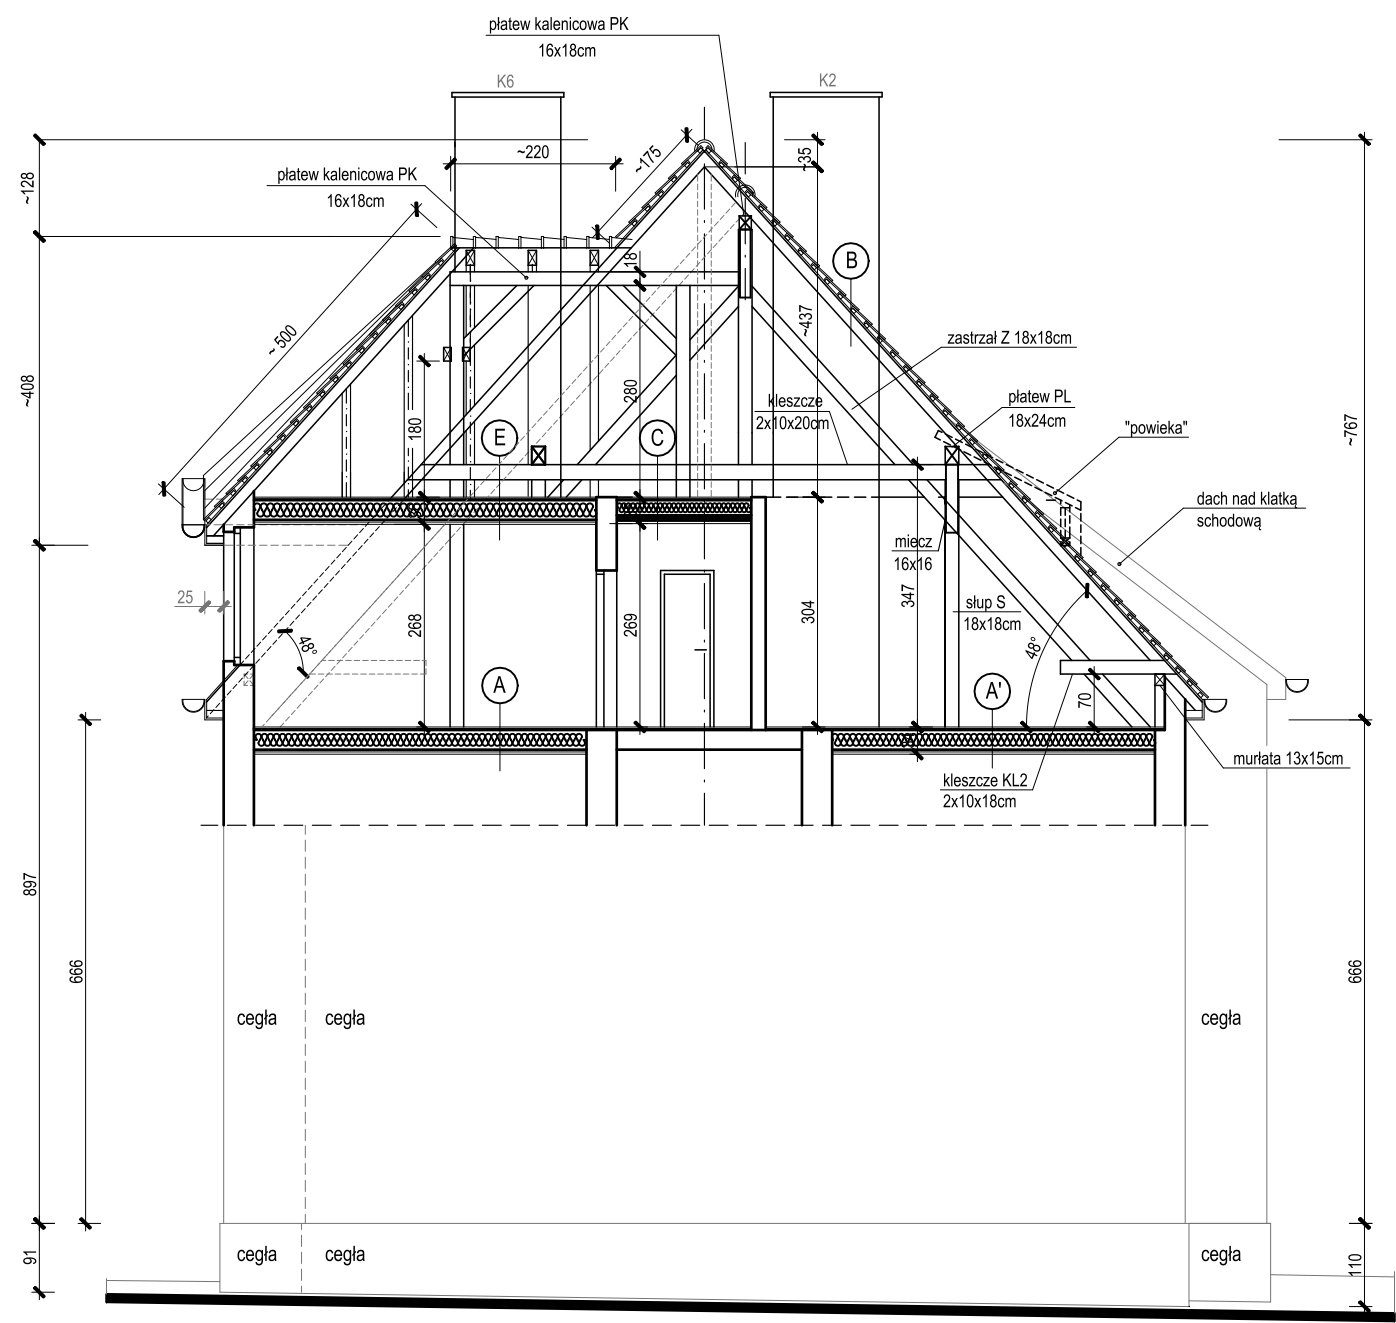 płatew kalenicowa PK
16x18cm
K6
K2
~220
~175
~35
~128
płatew kalenicowa PK
16x18cm
18
B
~500
~437
zastrzał Z 18x18cm
~408
280
kleszcze
2x10x20cm
płatew PL
18x24cm
"powieka"
~767
180
E
C
dach nad klatką
schodową
miecz
16x16
25
268
269
304
347
słup S
18x18cm
48°
48°
A
A'
70
murłata 13x15cm
kleszcze KL2
2x10x18cm
897
666
666
cegła
cegła
cegła
91
cegła
cegła
cegła
110